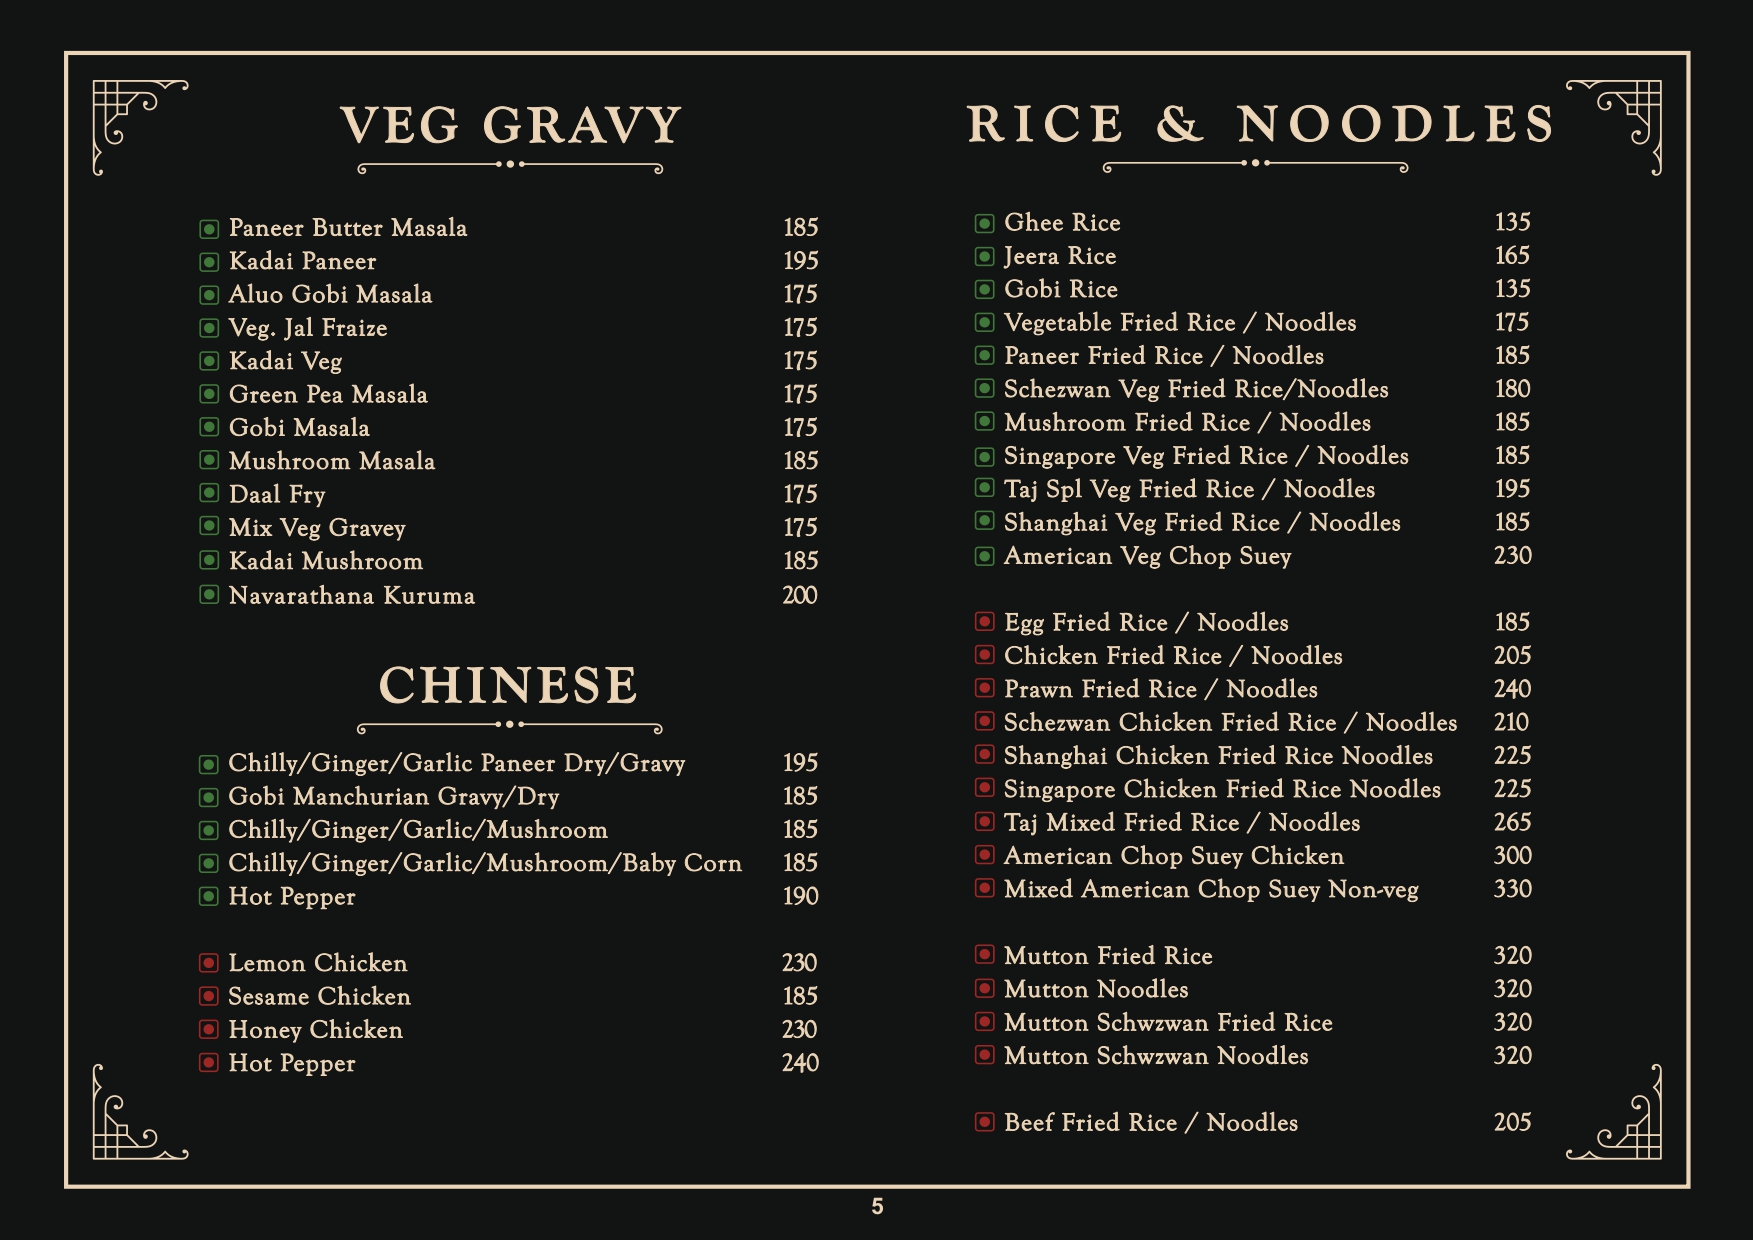 VEG GRAVY
Paneer Butter Masala 185
Kadai Paneer 195
Aluo Gobi Masala 175
Veg. Jal Fraize 175
Kadai Veg 175
Green Pea Masala 175
Gobi Masala 175
Mushroom Masala 185
Daal Fry 175
Mix Veg Gravey 175
Kadai Mushroom 185
Navarathana Kuruma 200
CHINESE
Chilly/Ginger/Garlic Paneer Dry/Gravy 195
Gobi Manchurian Gravy/Dry 185
Chilly/Ginger/Garlic/Mushroom 185
Chilly/Ginger/Garlic/Mushroom/Baby Corn 185
Hot Pepper 190
Lemon Chicken 230
Sesame Chicken 185
Honey Chicken 230
Hot Pepper 240
RICE & NOODLES
Ghee Rice 135
Jeera Rice 165
Gobi Rice 135
Vegetable Fried Rice / Noodles 175
Paneer Fried Rice / Noodles 185
Schezwan Veg Fried Rice/Noodles 180
Mushroom Fried Rice / Noodles 185
Singapore Veg Fried Rice / Noodles 185
Taj Spl Veg Fried Rice / Noodles 195
Shanghai Veg Fried Rice / Noodles 185
American Veg Chop Suey 230
Egg Fried Rice / Noodles 185
Chicken Fried Rice / Noodles 205
Prawn Fried Rice / Noodles 240
Schezwan Chicken Fried Rice / Noodles 210
Shanghai Chicken Fried Rice Noodles 225
Singapore Chicken Fried Rice Noodles 225
Taj Mixed Fried Rice / Noodles 265
American Chop Suey Chicken 300
Mixed American Chop Suey Non-veg 330
Mutton Fried Rice 320
Mutton Noodles 320
Mutton Schwzwan Fried Rice 320
Mutton Schwzwan Noodles 320
Beef Fried Rice / Noodles 205
5